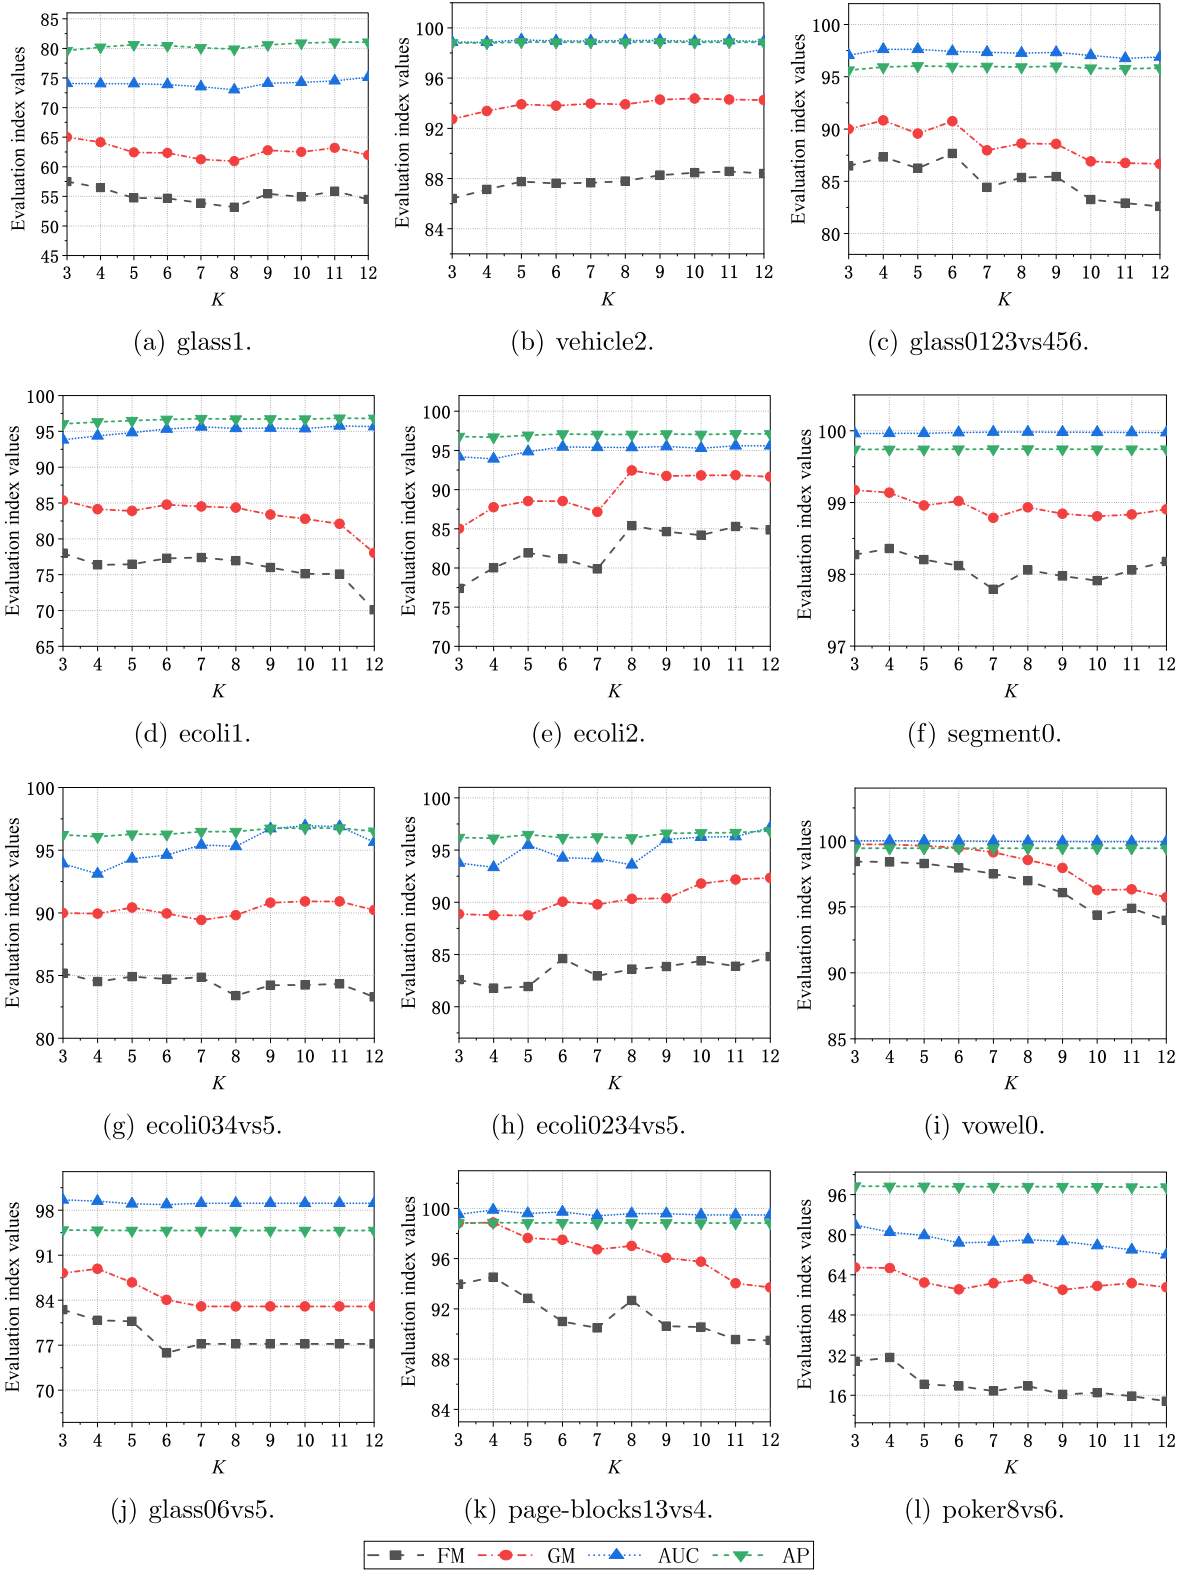 85
80
75
70
65
60
55
50
45
Evaluation index values
3 4 5 6 7 8 9 10 11 12
K
(a) glass1.
100
96
92
88
84
Evaluation index values
3 4 5 6 7 8 9 10 11 12
K
(b) vehicle2.
100
95
90
85
80
Evaluation index values
3 4 5 6 7 8 9 10 11 12
K
(c) glass0123vs456.
100
95
90
85
80
75
70
65
Evaluation index values
3 4 5 6 7 8 9 10 11 12
K
(d) ecoli1.
100
95
90
85
80
75
70
Evaluation index values
3 4 5 6 7 8 9 10 11 12
K
(e) ecoli2.
100
99
98
97
Evaluation index values
3 4 5 6 7 8 9 10 11 12
K
(f) segment0.
100
95
90
85
80
Evaluation index values
3 4 5 6 7 8 9 10 11 12
K
(g) ecoli034vs5.
100
95
90
85
80
Evaluation index values
3 4 5 6 7 8 9 10 11 12
K
(h) ecoli0234vs5.
100
95
90
85
Evaluation index values
3 4 5 6 7 8 9 10 11 12
K
(i) vowel0.
98
91
84
77
70
Evaluation index values
3 4 5 6 7 8 9 10 11 12
K
(j) glass06vs5.
100
96
92
88
84
Evaluation index values
3 4 5 6 7 8 9 10 11 12
K
(k) page-blocks13vs4.
96
80
64
48
32
16
Evaluation index values
3 4 5 6 7 8 9 10 11 12
K
(l) poker8vs6.
FM GM AUC AP